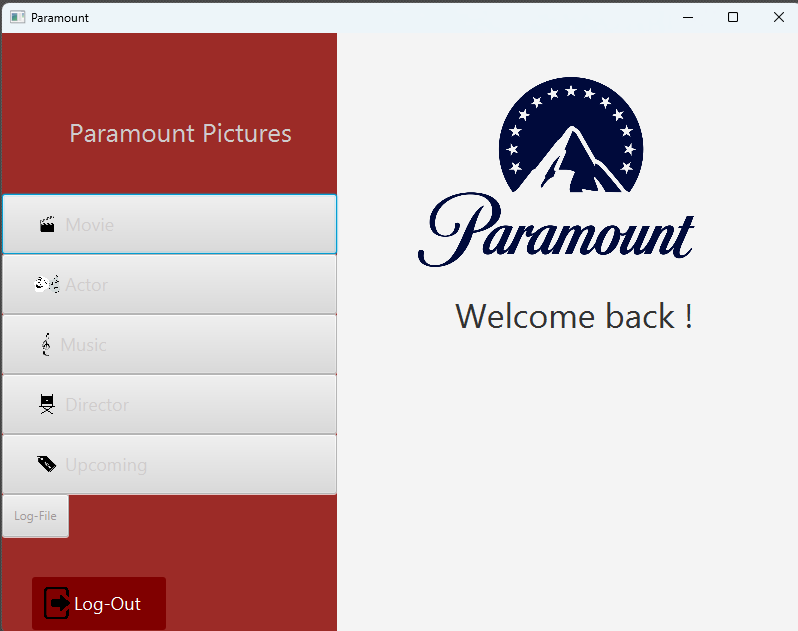 Paramount
Paramount Pictures
Movie
Actor
Music
Director
Upcoming
Log-File
Log-Out
Paramount
Welcome back !